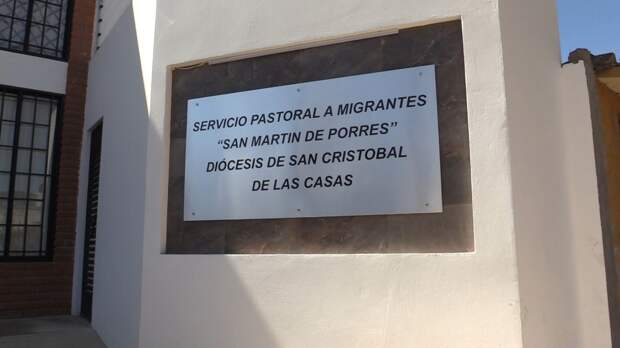 SERVICIO PASTORAL A MIGRANTES
"SAN MARTIN DE PORRES"
DIÓCESIS DE SAN CRISTOBAL
DE LAS CASAS